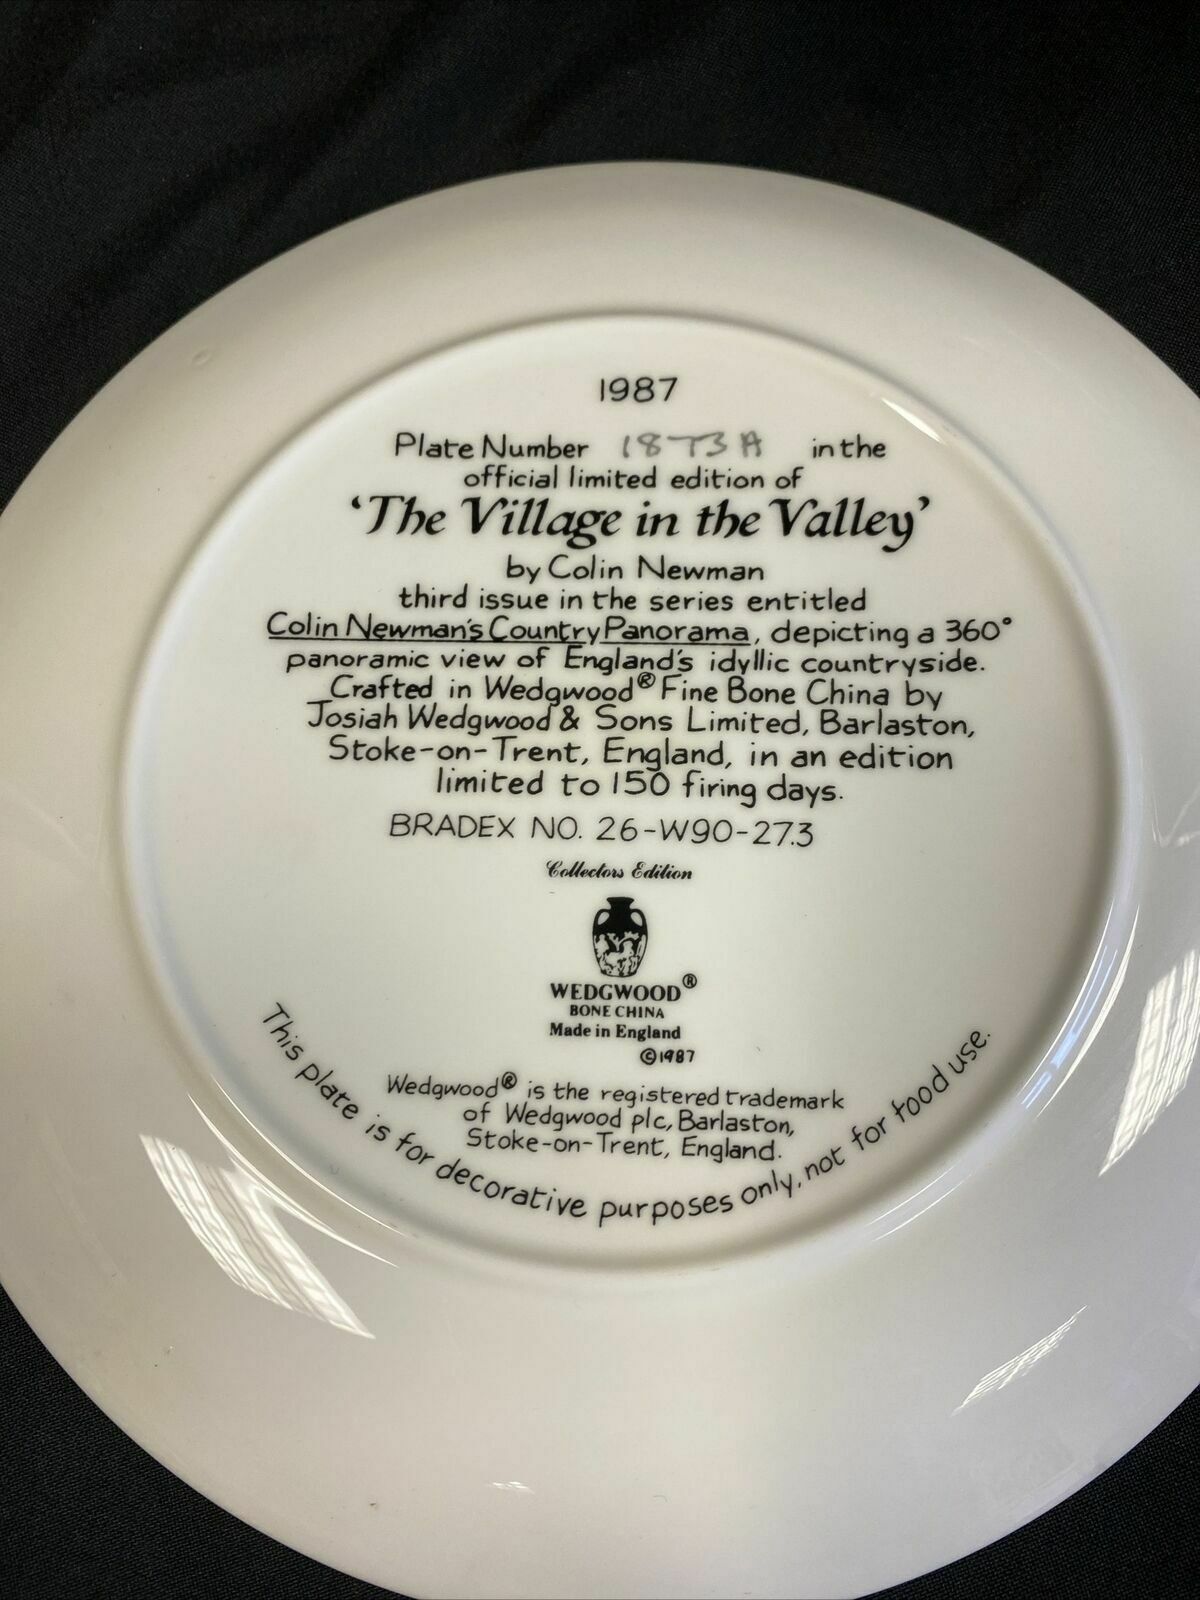 1987
Plate Number 18T3A in the
official limited edition of
‘The Village in the Valley’
by Colin Newman
third issue in the series entitled
Colin Newman's Country Panorama, depicting a 360°
panoramic view of England's idyllic countryside.
Crafted in Wedgwood® Fine Bone China by
Josiah Wedgwood & Sons Limited, Barlaston,
Stoke-on-Trent, England, in an edition
limited to 150 firing days.
BRADEX NO. 26-W90-27.3
Collectors Edition
WEDGWOOD®
BONE CHINA
Made in England
©1987
Wedgwood® is the registered trademark
of Wedgwood plc, Barlaston,
Stoke-on-Trent, England.
This plate is for decorative purposes only, not for food use.